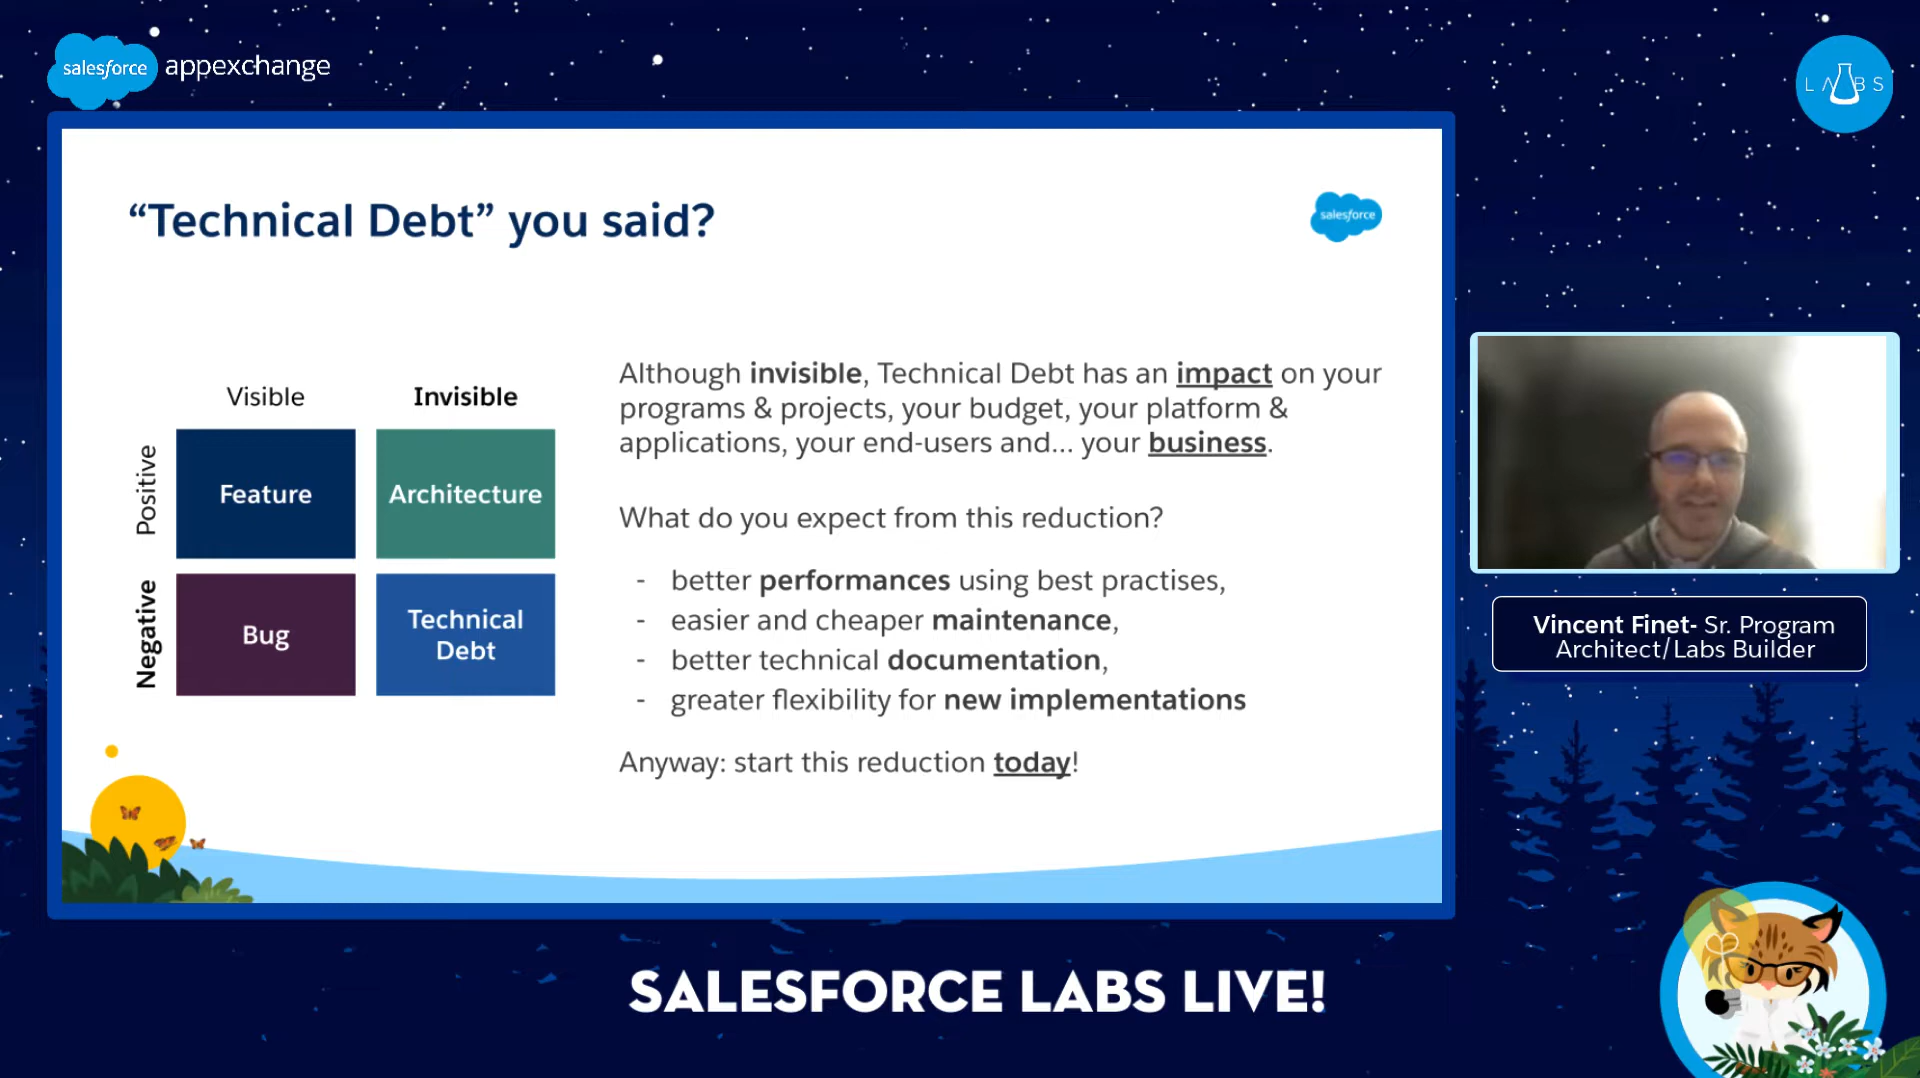 salesforce appexchange
LABS
“Technical Debt” you said?
salesforce
Visible Invisible
Positive
Feature Architecture
Negative
Bug
Technical
Debt
Although invisible, Technical Debt has an impact on your
programs & projects, your budget, your platform &
applications, your end-users and... your business.
What do you expect from this reduction?
- better performances using best practises,
- easier and cheaper maintenance,
- better technical documentation,
- greater flexibility for new implementations
Anyway: start this reduction today!
Vincent Finet- Sr. Program
Architect/Labs Builder
SALESFORCE LABS LIVE!